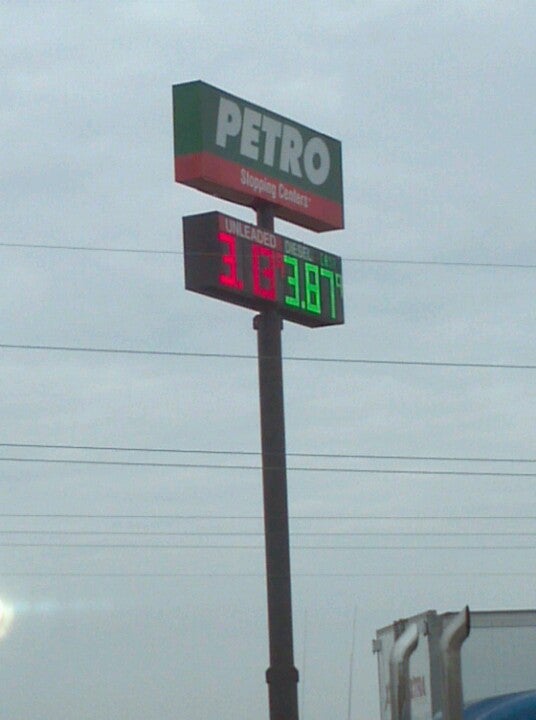 PETRO
Stopping Centers
UNLEADED DIESEL
3.87⁹